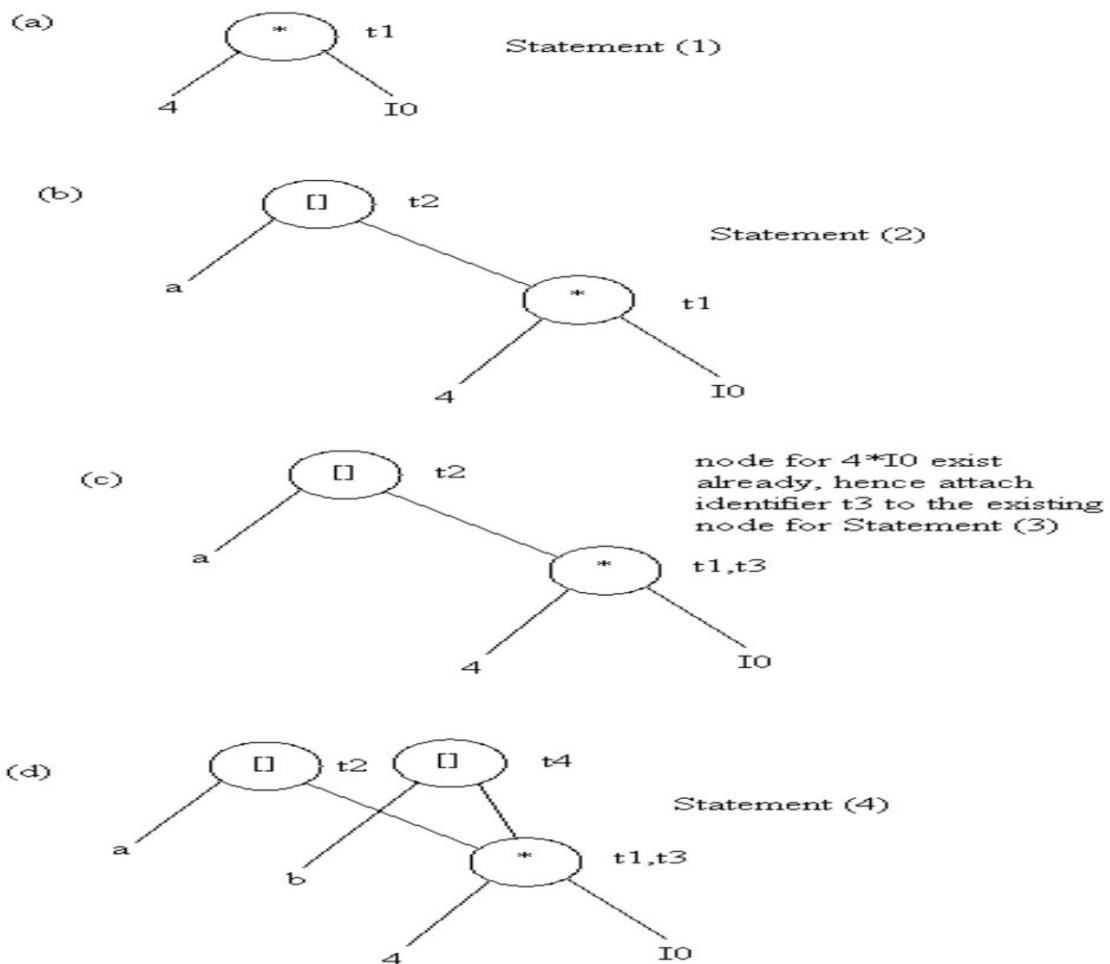 (a)
*
t1
Statement (1)
4
I0
(b)
[]
t2
Statement (2)
a
*
t1
4
I0
(c)
[]
t2
node for 4*I0 exist
already, hence attach
identifier t3 to the existing
node for Statement (3)
a
*
t1,t3
4
I0
(d)
[]
t2
[]
t4
Statement (4)
a
b
*
t1,t3
4
I0